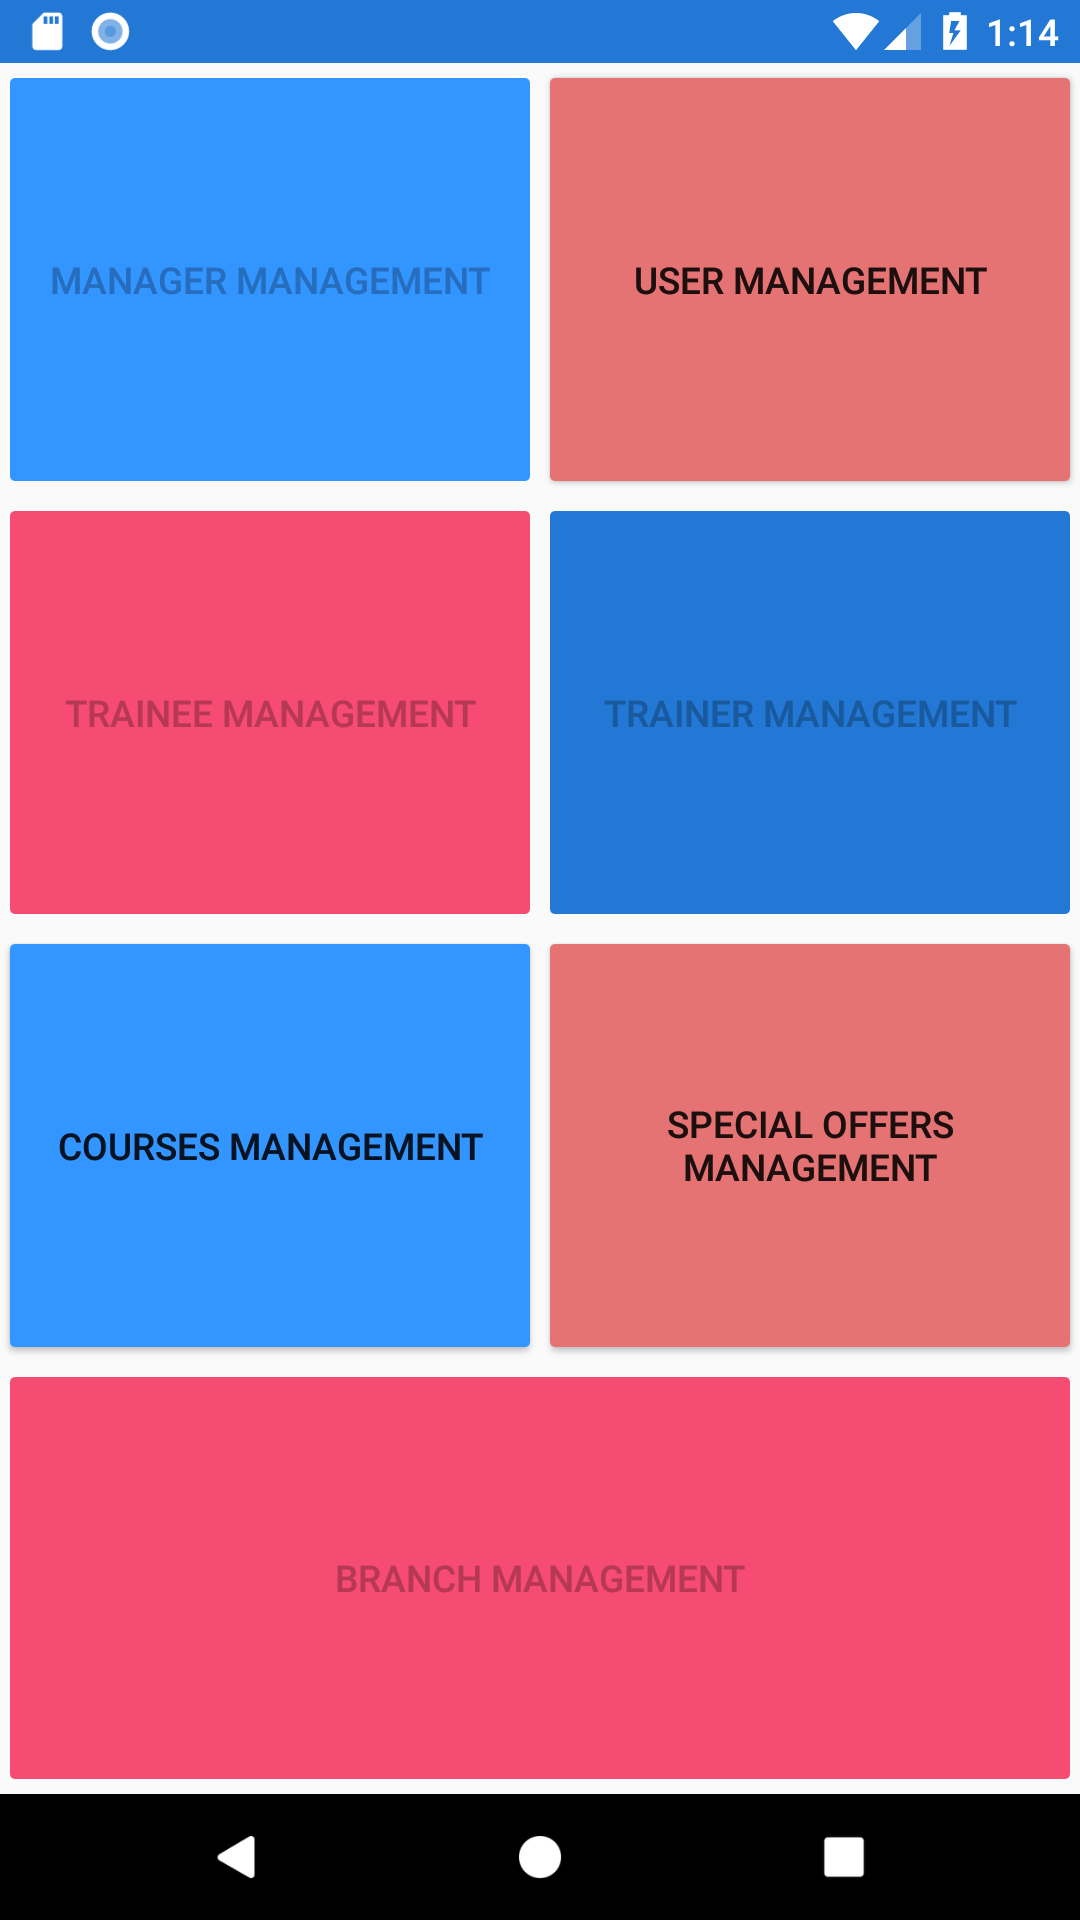 1:14
MANAGER MANAGEMENT
USER MANAGEMENT
TRAINEE MANAGEMENT
TRAINER MANAGEMENT
COURSES MANAGEMENT
SPECIAL OFFERS
MANAGEMENT
BRANCH MANAGEMENT